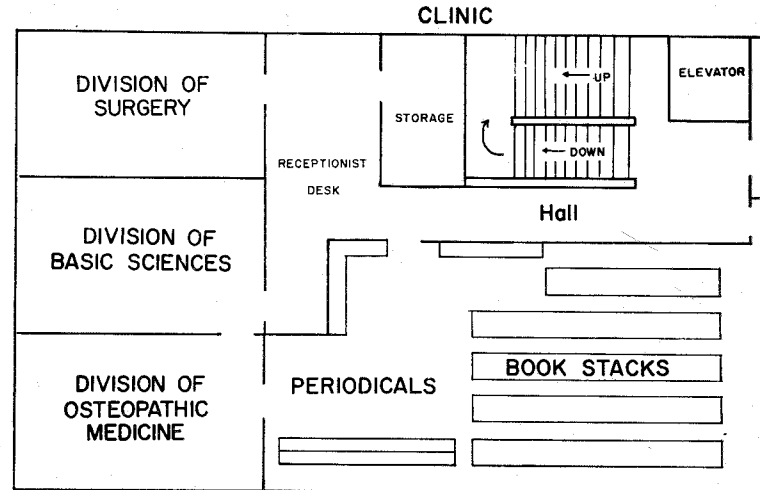 CLINIC
DIVISION OF
SURGERY
STORAGE
UP
DOWN
ELEVATOR
RECEPTIONIST
DESK
Hall
DIVISION OF
BASIC SCIENCES
DIVISION OF
OSTEOPATHIC
MEDICINE
PERIODICALS
BOOK STACKS